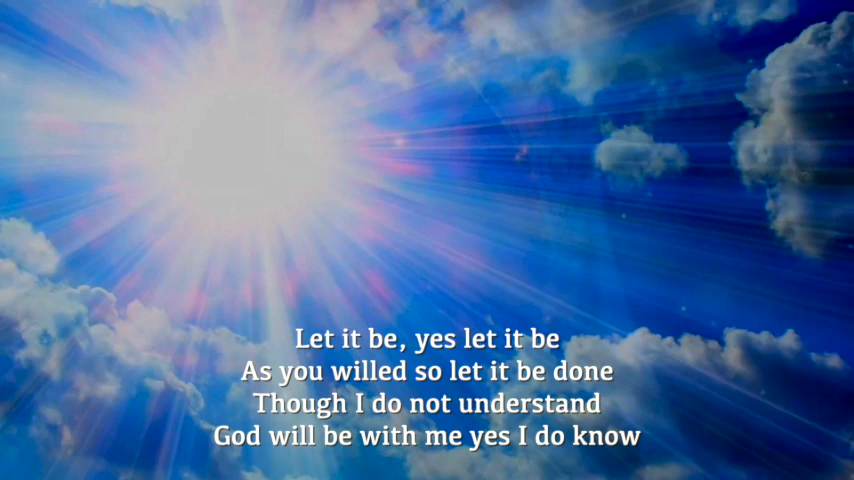 Let it be, yes let it be
As you willed so let it be done
Though I do not understand
God will be with me yes I do know